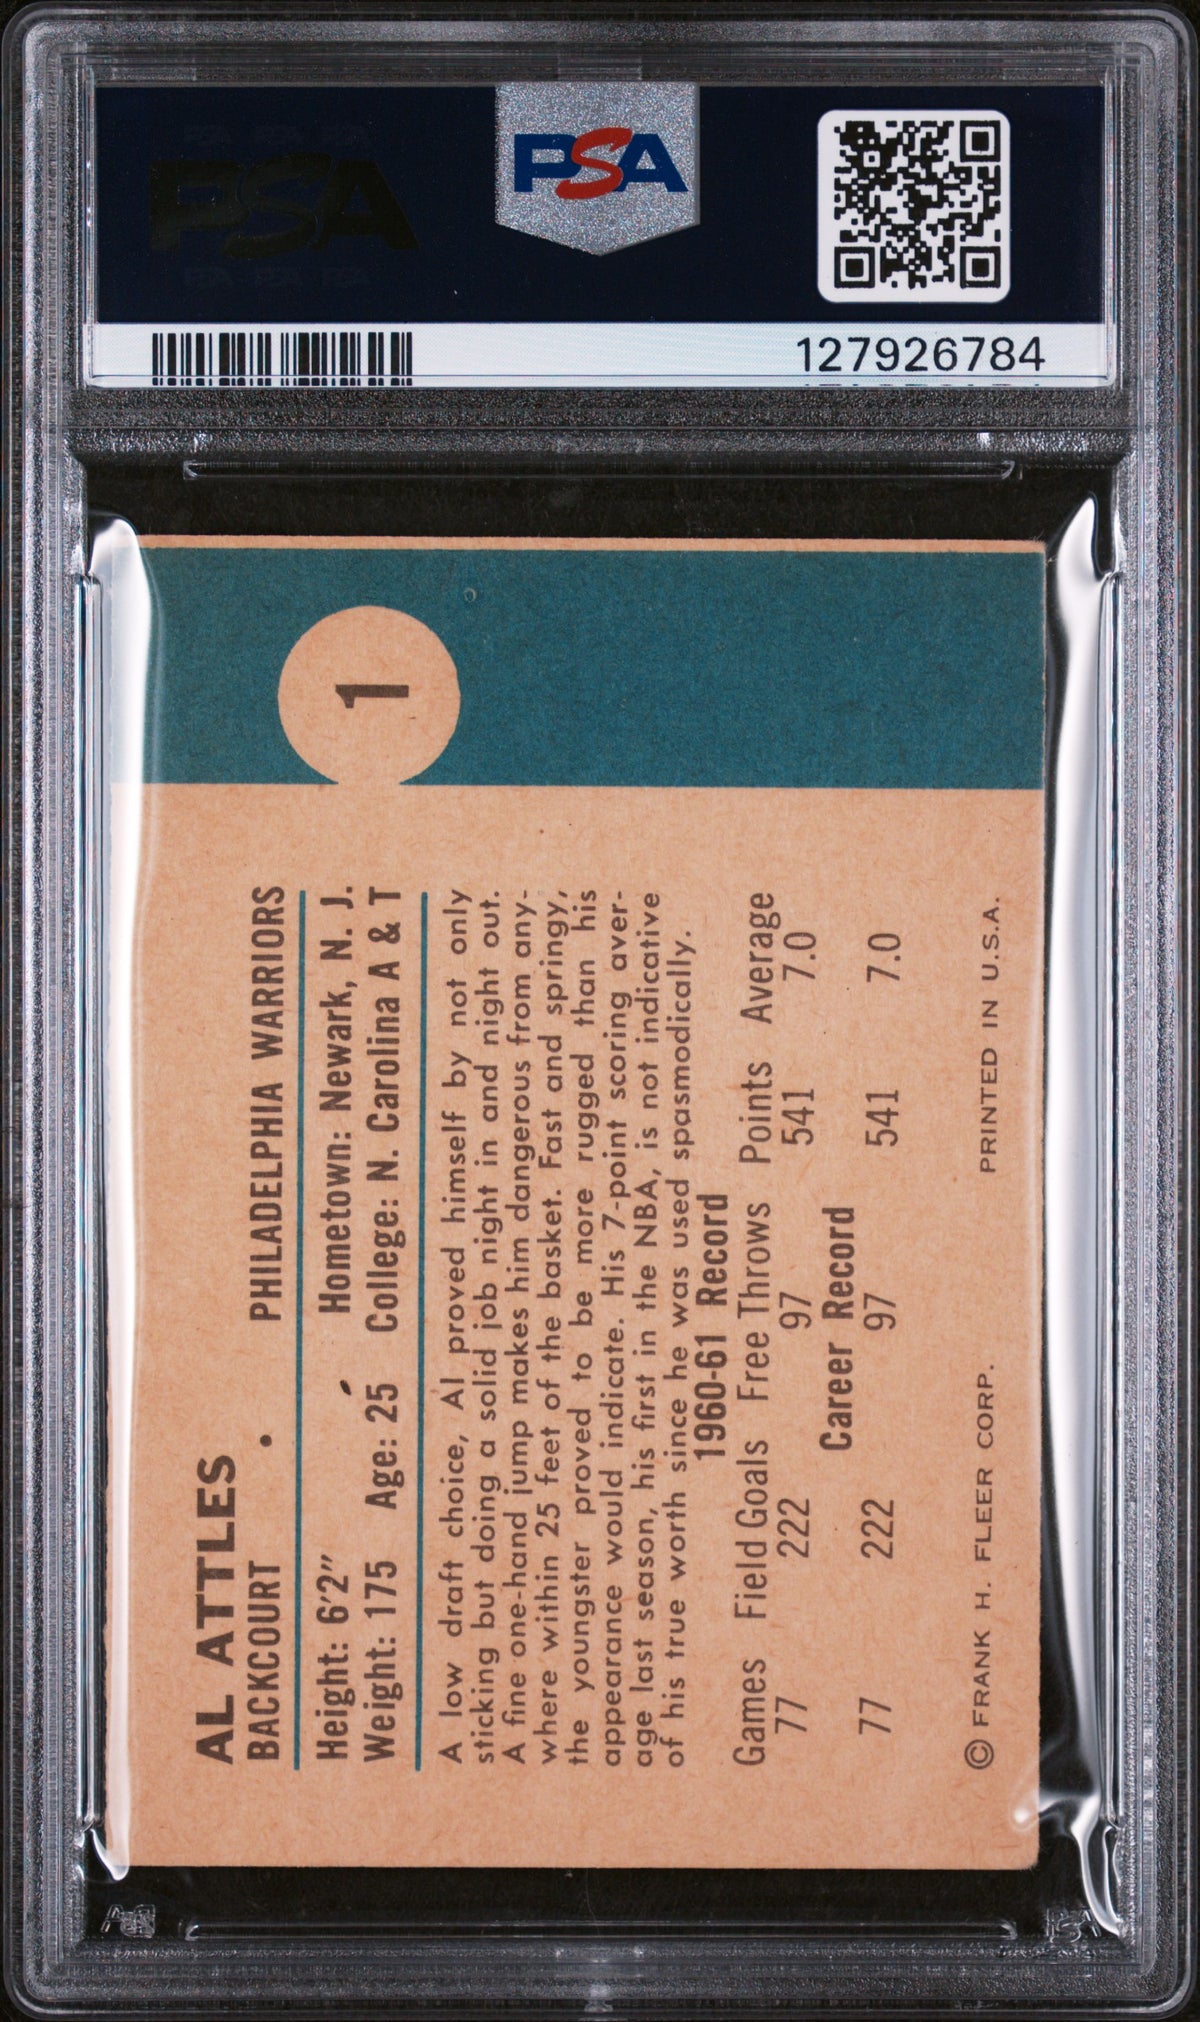 PSA
PSA
127926784
1
AL ATTLES
BACKCOURT • PHILADELPHIA WARRIORS
Height: 6'2" Hometown: Newark, N. J.
Weight: 175 Age: 25 College: N. Carolina A & T
A low draft choice, Al proved himself by not only
sticking but doing a solid job night in and night out.
A fine one-hand jump makes him dangerous from any-
where within 25 feet of the basket. Fast and springy,
the youngster proved to be more rugged than his
appearance would indicate. His 7-point scoring aver-
age last season, his first in the NBA, is not indicative
of his true worth since he was used spasmodically.
1960-61 Record
Games Field Goals Free Throws Points Average
77 222 97 541 7.0
Career Record
77 222 97 541 7.0
© FRANK H. FLEER CORP. PRINTED IN U.S.A.